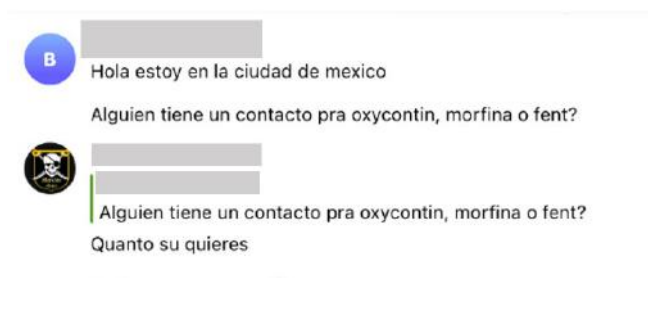 B
Hola estoy en la ciudad de mexico
Alguien tiene un contacto pra oxycontin, morfina o fent?
Alguien tiene un contacto pra oxycontin, morfina o fent?
Quanto su quieres